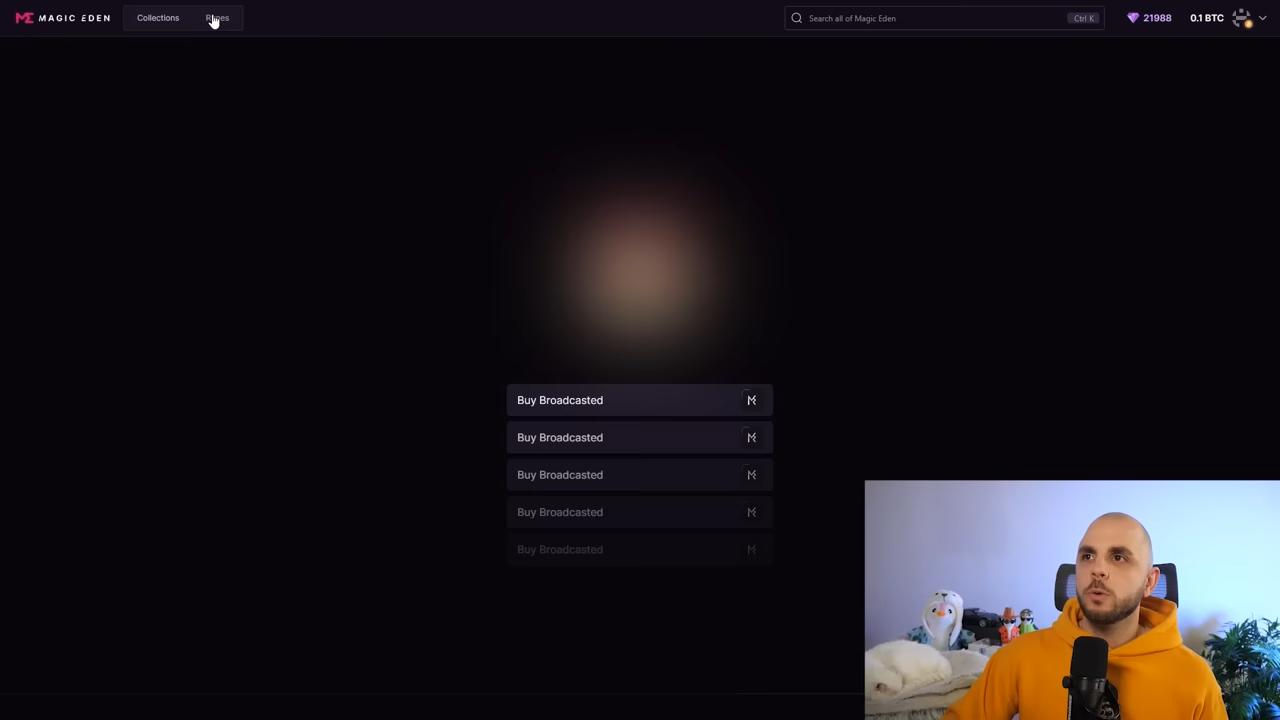 MAGIC EDEN
Collections
Runes
Search all of Magic Eden
Ctrl K
21988
0.1 BTC
Buy Broadcasted
Buy Broadcasted
Buy Broadcasted
Buy Broadcasted
Buy Broadcasted